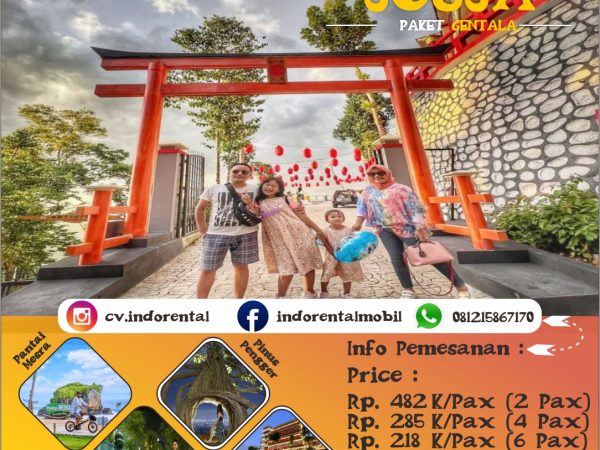 JOGJA
PAKET GENTALA
cv.indorental
indorentalmobil
081215867170
Pantai
Mesra
Pinus
Pengger
Info Pemesanan :
Price :
Rp. 482 K/Pax (2 Pax)
Rp. 285 K/Pax (4 Pax)
Rp. 218 K/Pax (6 Pax)